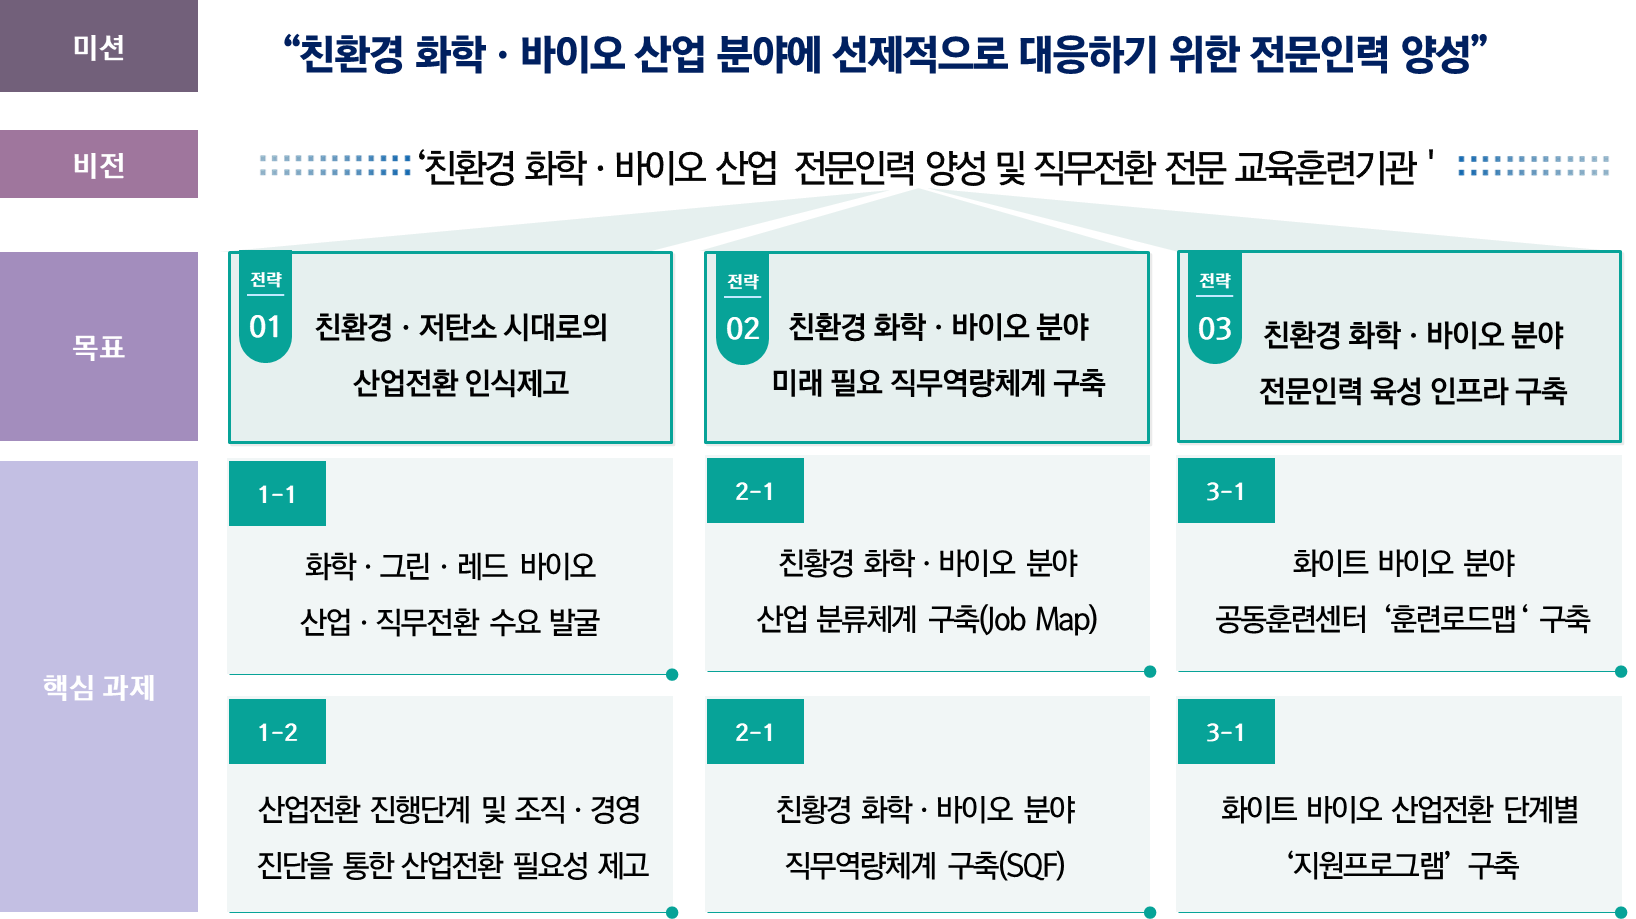 미션
“친환경 화학 · 바이오 산업 분야에 선제적으로 대응하기 위한 전문인력 양성”
비전
‘친환경 화학 · 바이오 산업 전문인력 양성 및 직무전환 전문 교육훈련기관 '
목표
전략
01
친환경 · 저탄소 시대로의
산업전환 인식제고
전략
02
친환경 화학 · 바이오 분야
미래 필요 직무역량체계 구축
전략
03
친환경 화학 · 바이오 분야
전문인력 육성 인프라 구축
핵심 과제
1-1
화학 · 그린 · 레드 바이오
산업 · 직무전환 수요 발굴
2-1
친황경 화학 · 바이오 분야
산업 분류체계 구축(Job Map)
3-1
화이트 바이오 분야
공동훈련센터 ‘훈련로드맵 ‘ 구축
1-2
산업전환 진행단계 및 조직 · 경영
진단을 통한 산업전환 필요성 제고
2-1
친황경 화학 · 바이오 분야
직무역량체계 구축(SQF)
3-1
화이트 바이오 산업전환 단계별
‘지원프로그램’ 구축